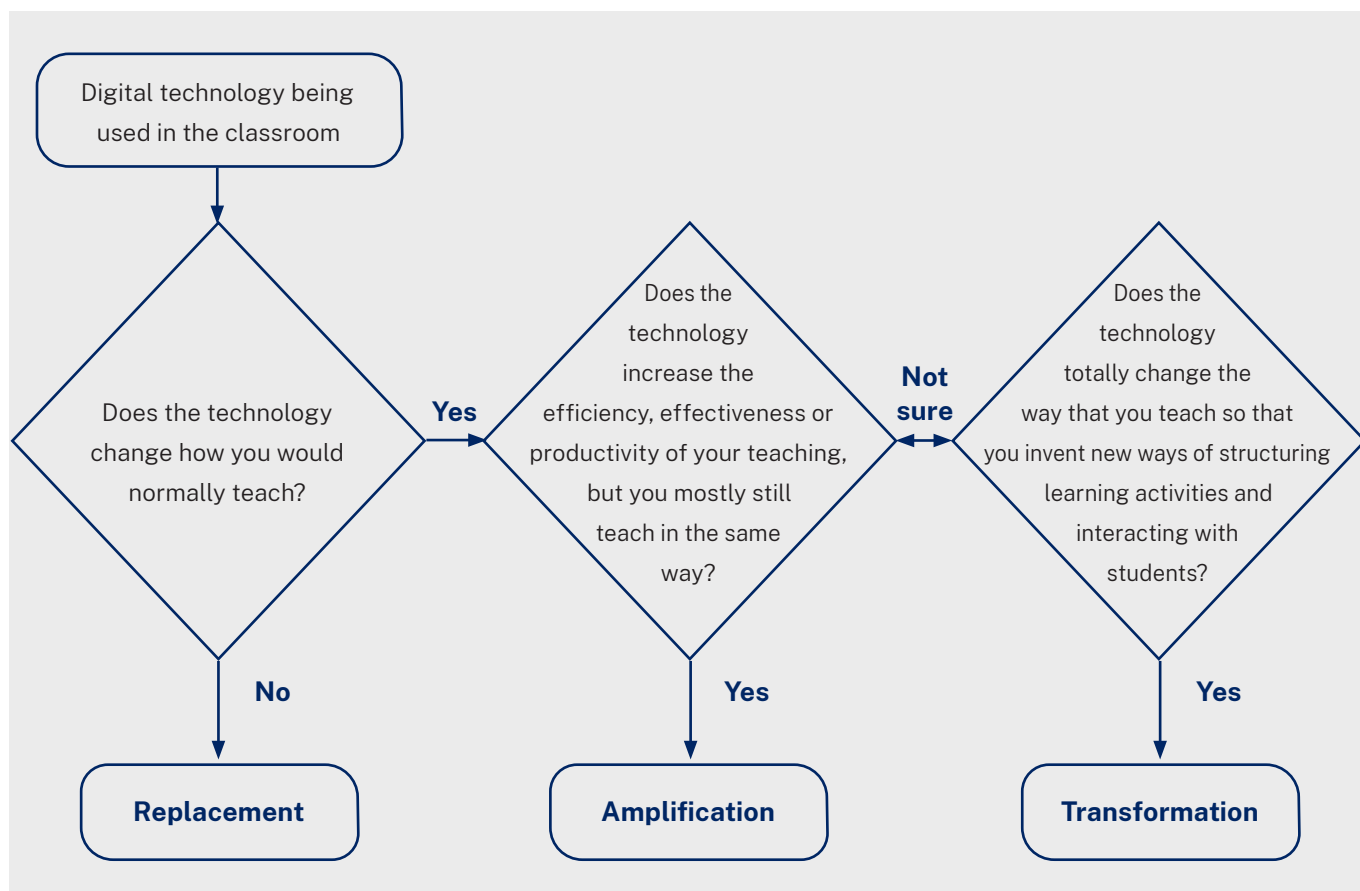 Digital technology being
used in the classroom
Does the technology
change how you would
normally teach?
Yes
Does the
technology
increase the
efficiency, effectiveness or
productivity of your teaching,
but you mostly still
teach in the same
way?
Not
sure
Does the
technology
totally change the
way that you teach so that
you invent new ways of structuring
learning activities and
interacting with
students?
No
Yes
Yes
Replacement
Amplification
Transformation